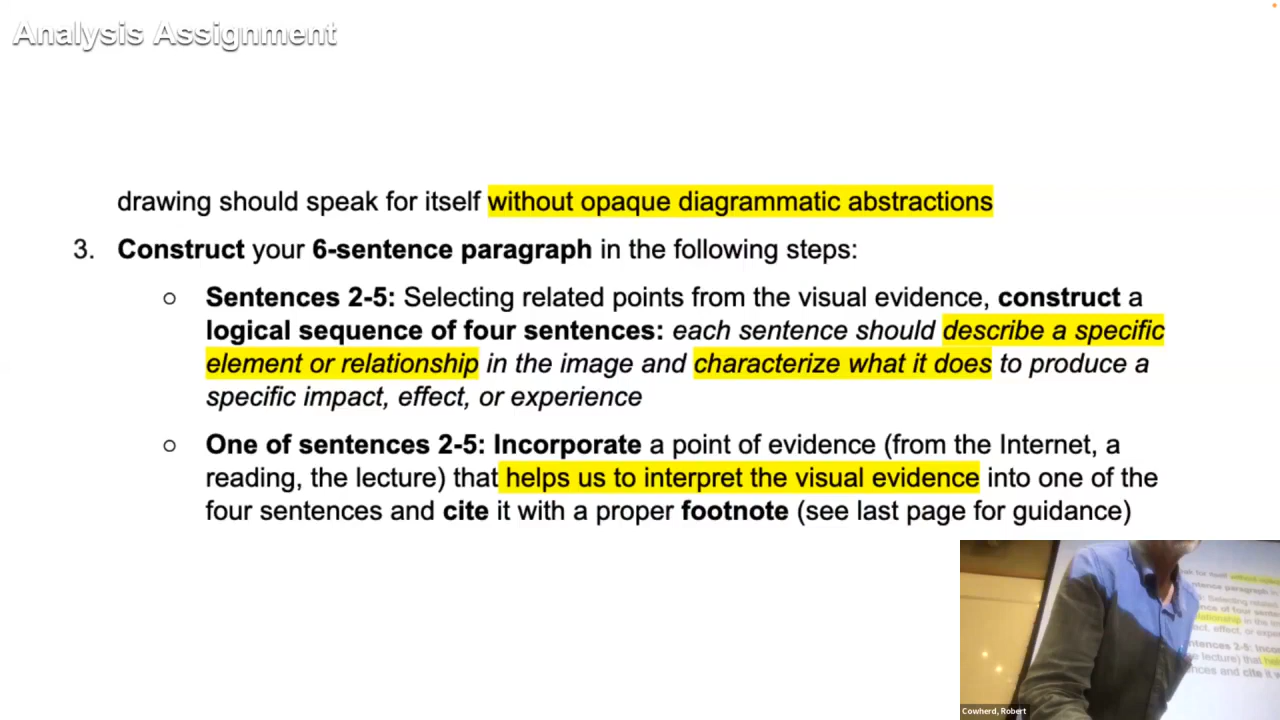 Analysis Assignment
drawing should speak for itself without opaque diagrammatic abstractions
3. Construct your 6-sentence paragraph in the following steps:
○ Sentences 2-5: Selecting related points from the visual evidence, construct a
logical sequence of four sentences: each sentence should describe a specific
element or relationship in the image and characterize what it does to produce a
specific impact, effect, or experience
○ One of sentences 2-5: Incorporate a point of evidence (from the Internet, a
reading, the lecture) that helps us to interpret the visual evidence into one of the
four sentences and cite it with a proper footnote (see last page for guidance)
Cowherd, Robert